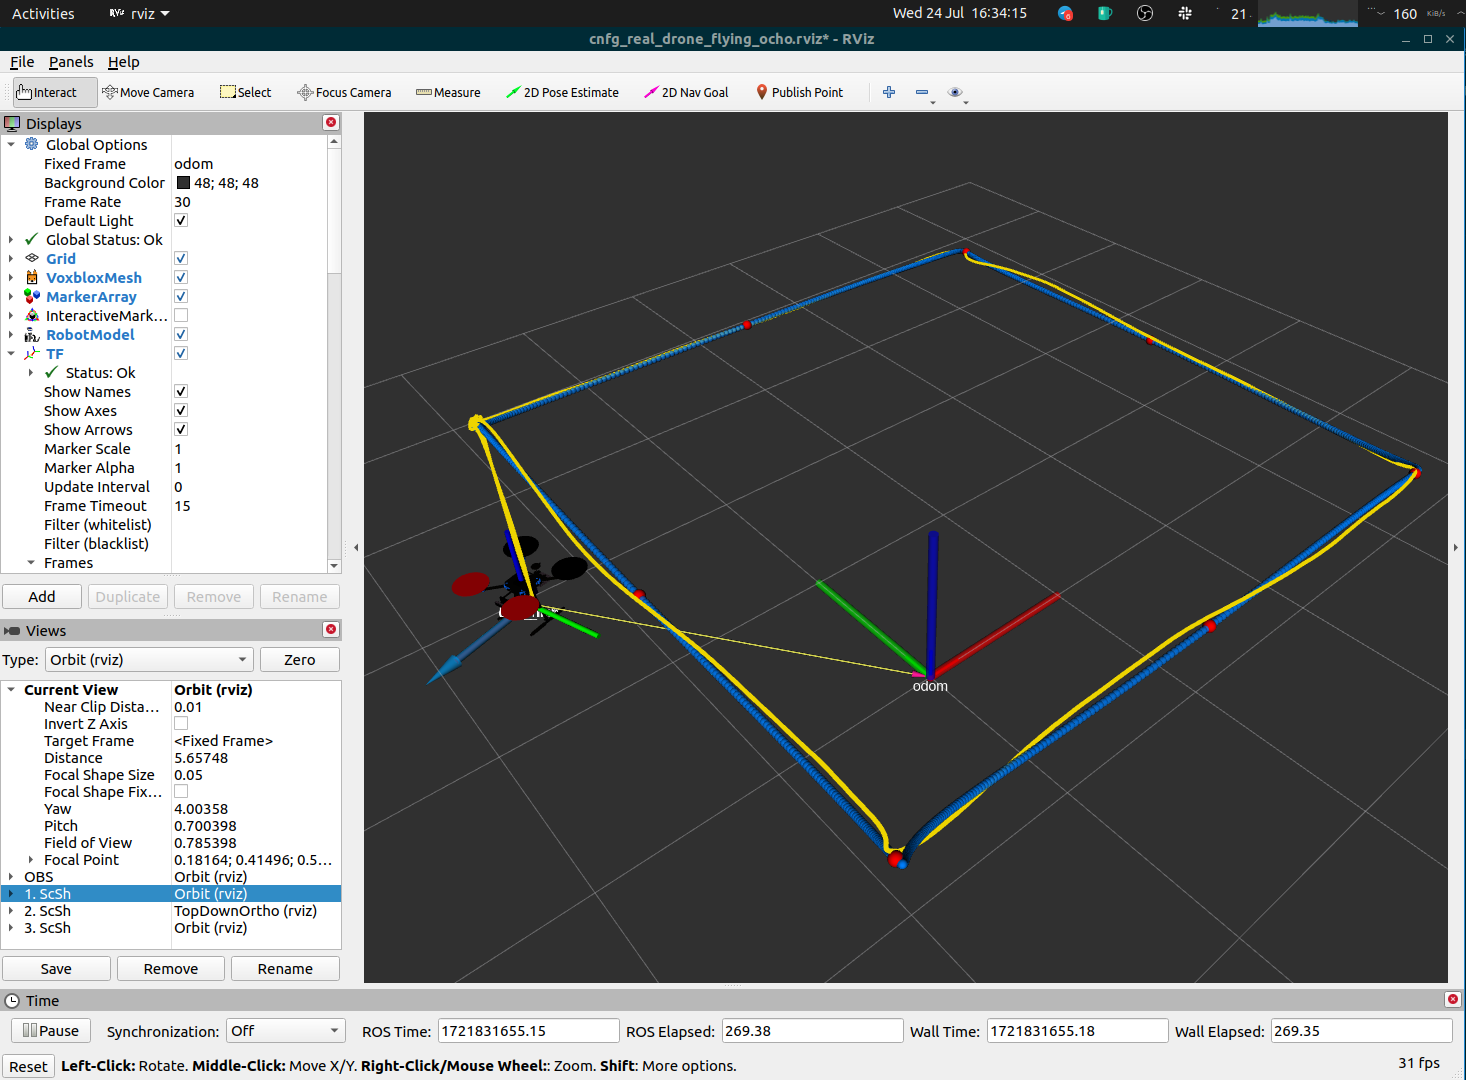 Activities
rviz
Wed 24 Jul 16:34:15
21
160 KiB/s
cnfg_real_drone_flying_ocho.rviz* - RViz
File Panels Help
Interact Move Camera Select Focus Camera Measure 2D Pose Estimate 2D Nav Goal Publish Point
Displays
Global Options
Fixed Frame odom
Background Color 48; 48; 48
Frame Rate 30
Default Light
Global Status: Ok
Grid
VoxbloxMesh
MarkerArray
InteractiveMark...
RobotModel
TF
Status: Ok
Show Names
Show Axes
Show Arrows
Marker Scale 1
Marker Alpha 1
Update Interval 0
Frame Timeout 15
Filter (whitelist)
Filter (blacklist)
Frames
Add Duplicate Remove Rename
Views
Type: Orbit (rviz) Zero
Current View Orbit (rviz)
Near Clip Dista... 0.01
Invert Z Axis
Target Frame <Fixed Frame>
Distance 5.65748
Focal Shape Size 0.05
Focal Shape Fix...
Yaw 4.00358
Pitch 0.700398
Field of View 0.785398
Focal Point 0.18164; 0.41496; 0.5...
OBS Orbit (rviz)
1. ScSh Orbit (rviz)
2. ScSh TopDownOrtho (rviz)
3. ScSh Orbit (rviz)
Save Remove Rename
odom
Time
Pause Synchronization: Off ROS Time: 1721831655.15 ROS Elapsed: 269.38 Wall Time: 1721831655.18 Wall Elapsed: 269.35
Reset Left-Click: Rotate. Middle-Click: Move X/Y. Right-Click/Mouse Wheel:: Zoom. Shift: More options.
31 fps